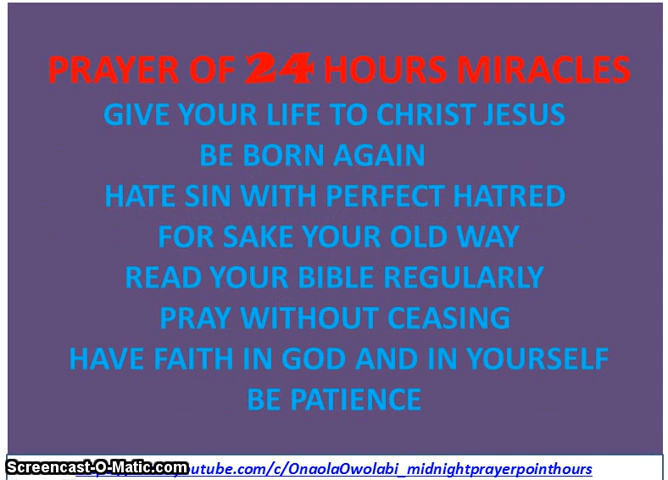 PRAYER OF 24 HOURS MIRACLES
GIVE YOUR LIFE TO CHRIST JESUS
BE BORN AGAIN
HATE SIN WITH PERFECT HATRED
FOR SAKE YOUR OLD WAY
READ YOUR BIBLE REGULARLY
PRAY WITHOUT CEASING
HAVE FAITH IN GOD AND IN YOURSELF
BE PATIENCE
Screencast-O-Matic.com utube.com/c/OnaolaOwolabi_midnightprayerpointhours